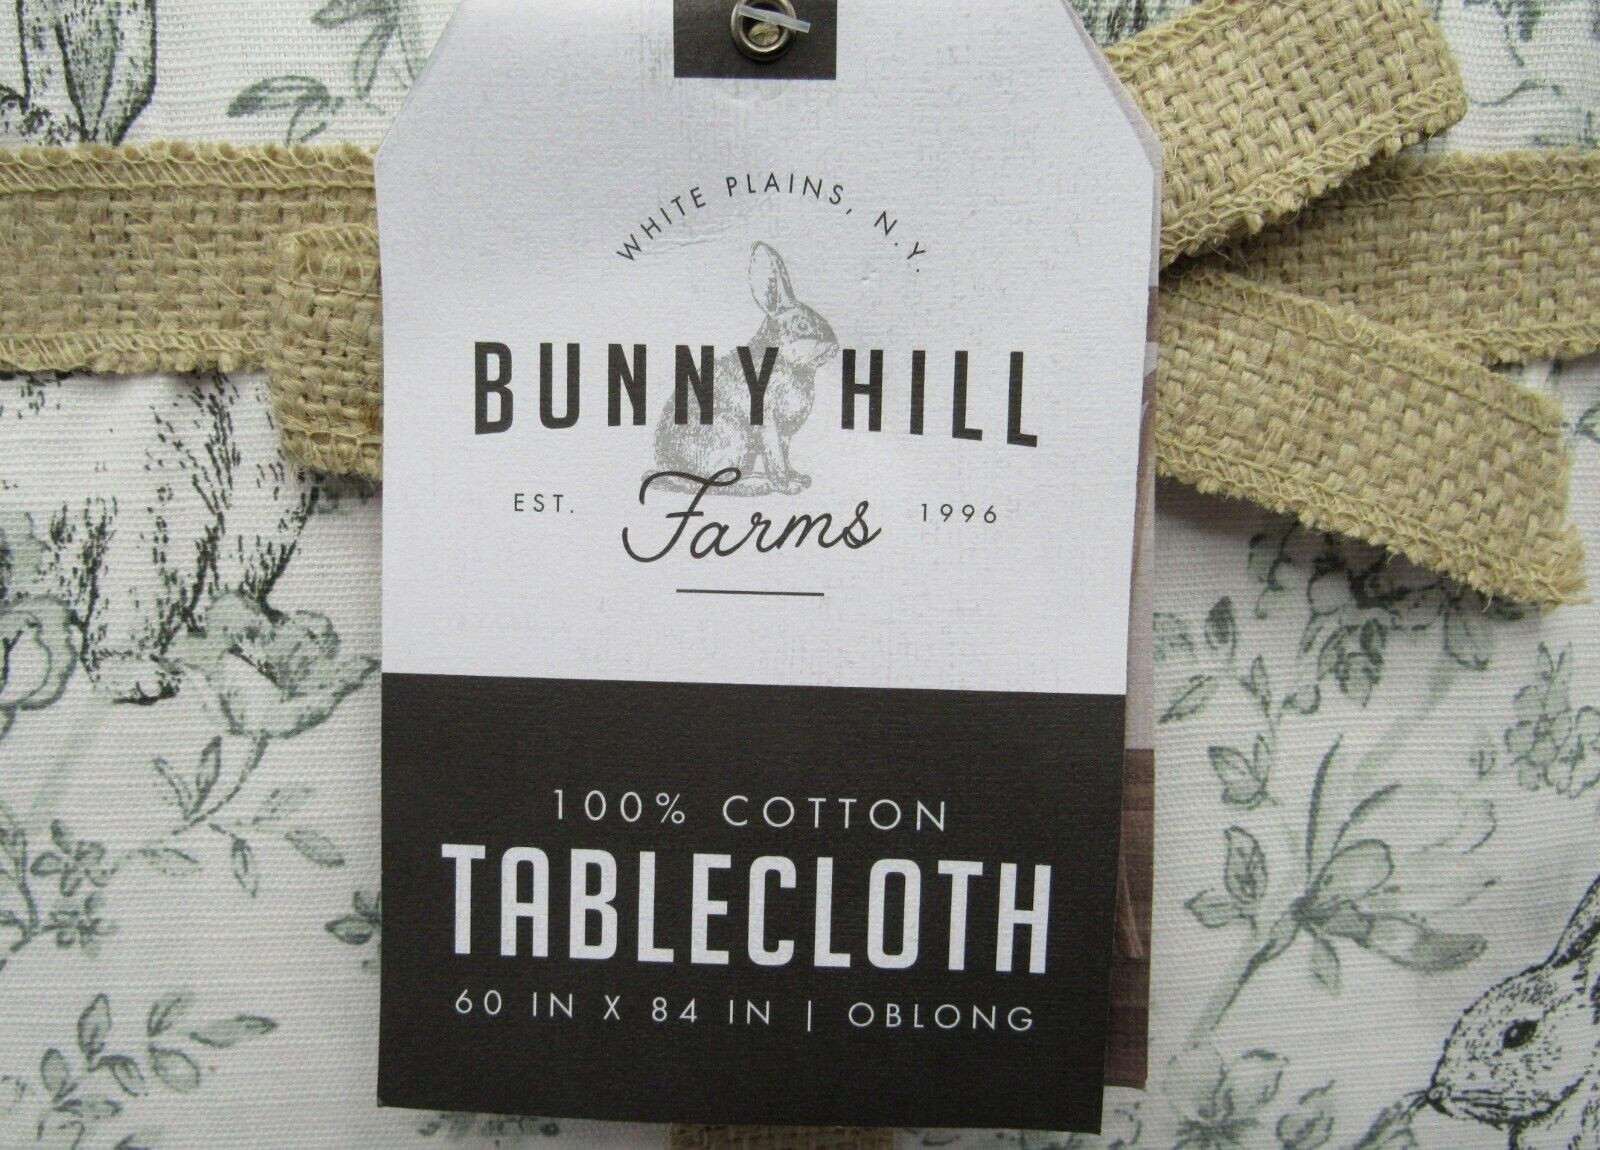 WHITE PLAINS, N.Y.
BUNNY HILL
EST. Farms 1996
100% COTTON
TABLECLOTH
60 IN X 84 IN | OBLONG